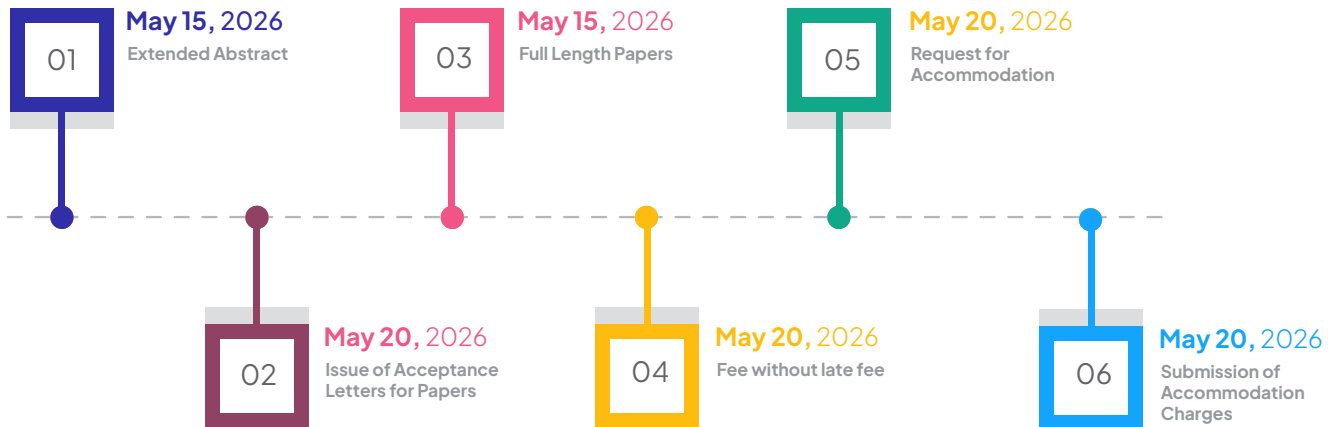 01
May 15, 2026
Extended Abstract
03
May 15, 2026
Full Length Papers
05
May 20, 2026
Request for
Accommodation
02
May 20, 2026
Issue of Acceptance
Letters for Papers
04
May 20, 2026
Fee without late fee
06
May 20, 2026
Submission of
Accommodation
Charges